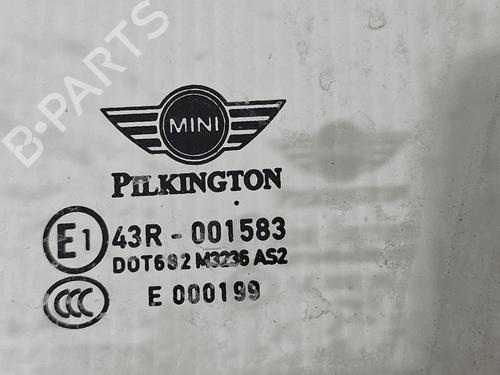 B-PARTS
MINI
PILKINGTON
E1 43R - 001583
DOT682 M3236 AS2
CCC E 000199